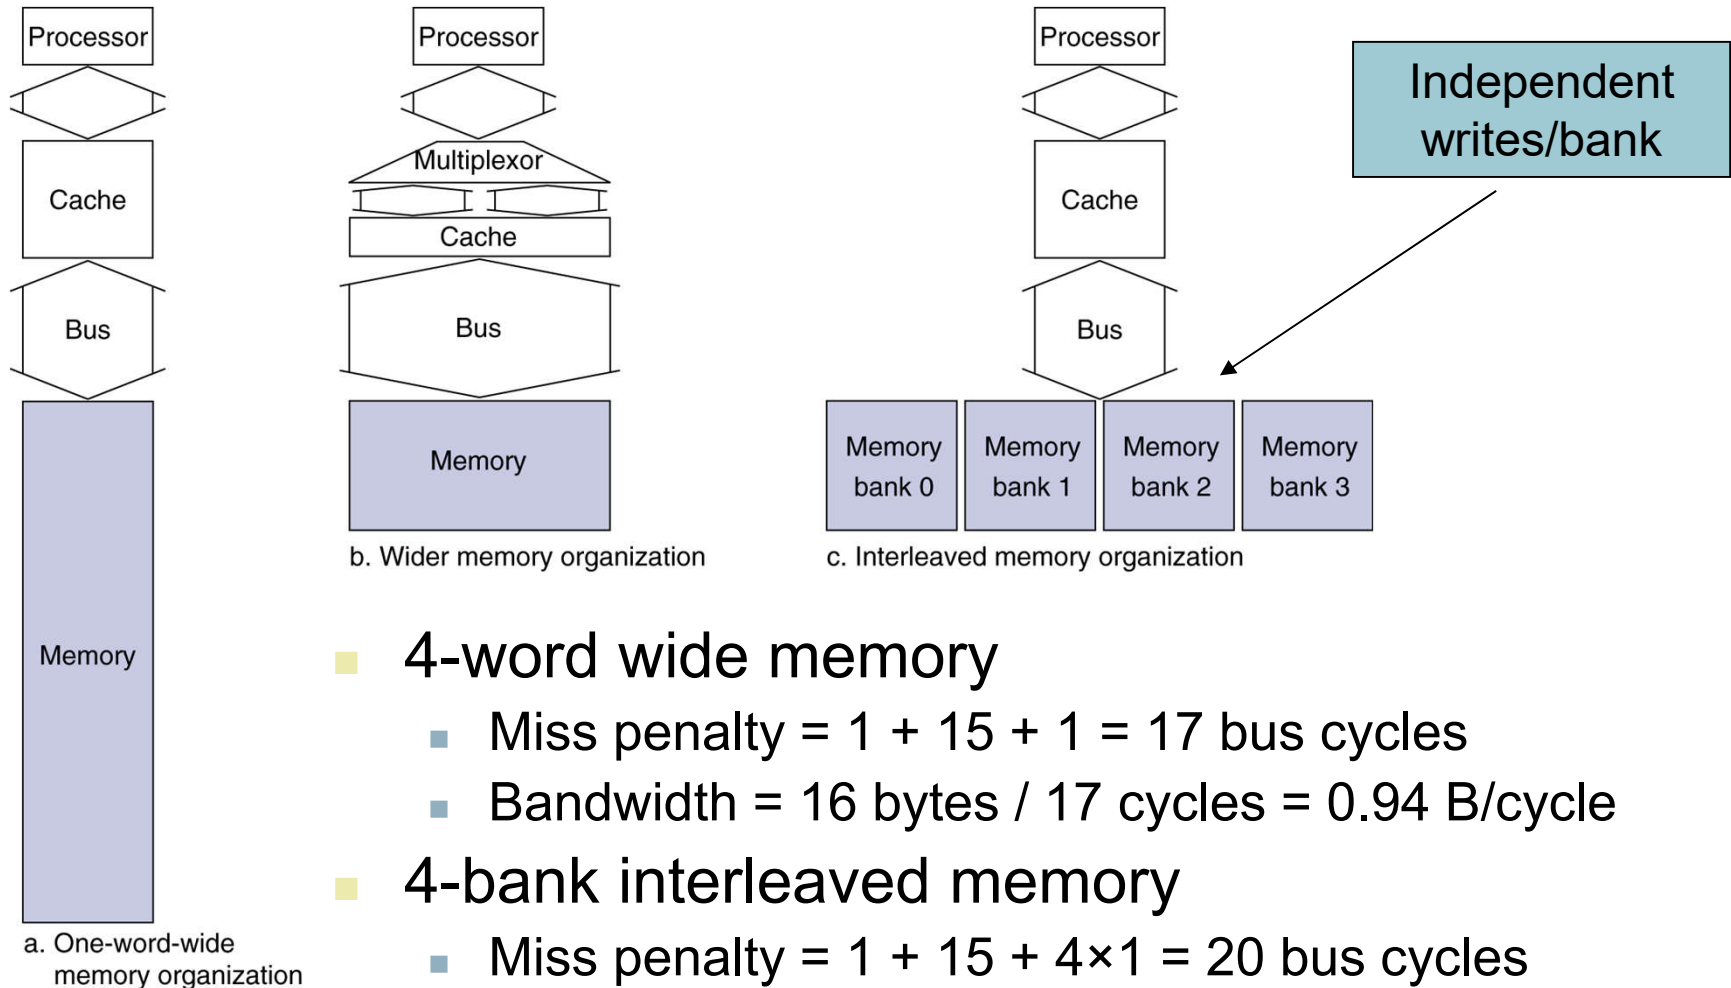 Processor
Cache
Bus
Memory
a. One-word-wide
memory organization
Processor
Multiplexor
Cache
Bus
Memory
b. Wider memory organization
Processor
Cache
Bus
Memory
bank 0
Memory
bank 1
Memory
bank 2
Memory
bank 3
c. Interleaved memory organization
Independent
writes/bank
4-word wide memory
Miss penalty = 1 + 15 + 1 = 17 bus cycles
Bandwidth = 16 bytes / 17 cycles = 0.94 B/cycle
4-bank interleaved memory
Miss penalty = 1 + 15 + 4×1 = 20 bus cycles